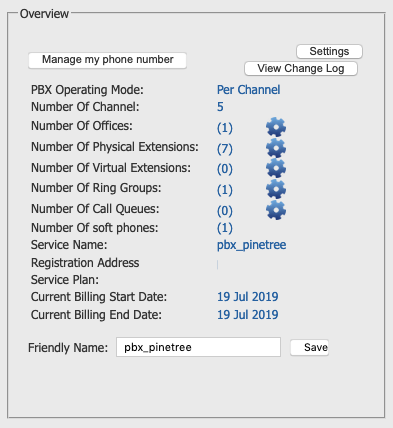 Overview
Manage my phone number
Settings
View Change Log
PBX Operating Mode: Per Channel
Number Of Channel: 5
Number Of Offices: (1)
Number Of Physical Extensions: (7)
Number Of Virtual Extensions: (0)
Number Of Ring Groups: (1)
Number Of Call Queues: (0)
Number Of soft phones: (1)
Service Name: pbx_pinetree
Registration Address
Service Plan:
Current Billing Start Date: 19 Jul 2019
Current Billing End Date: 19 Jul 2019
Friendly Name: pbx_pinetree Save